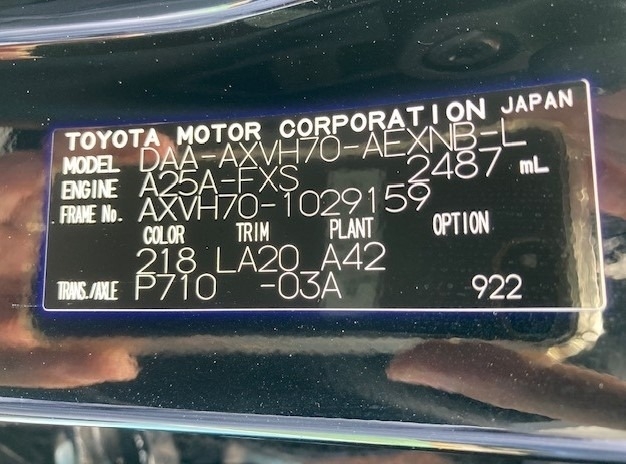 TOYOTA MOTOR CORPORATION JAPAN
MODEL DAA-AXVH70-AEXNB-L
ENGINE A25A-FXS 2487 mL
FRAME No. AXVH70-1029159
COLOR TRIM PLANT OPTION
218 LA20 A42
TRANS./AXLE P710 -03A 922